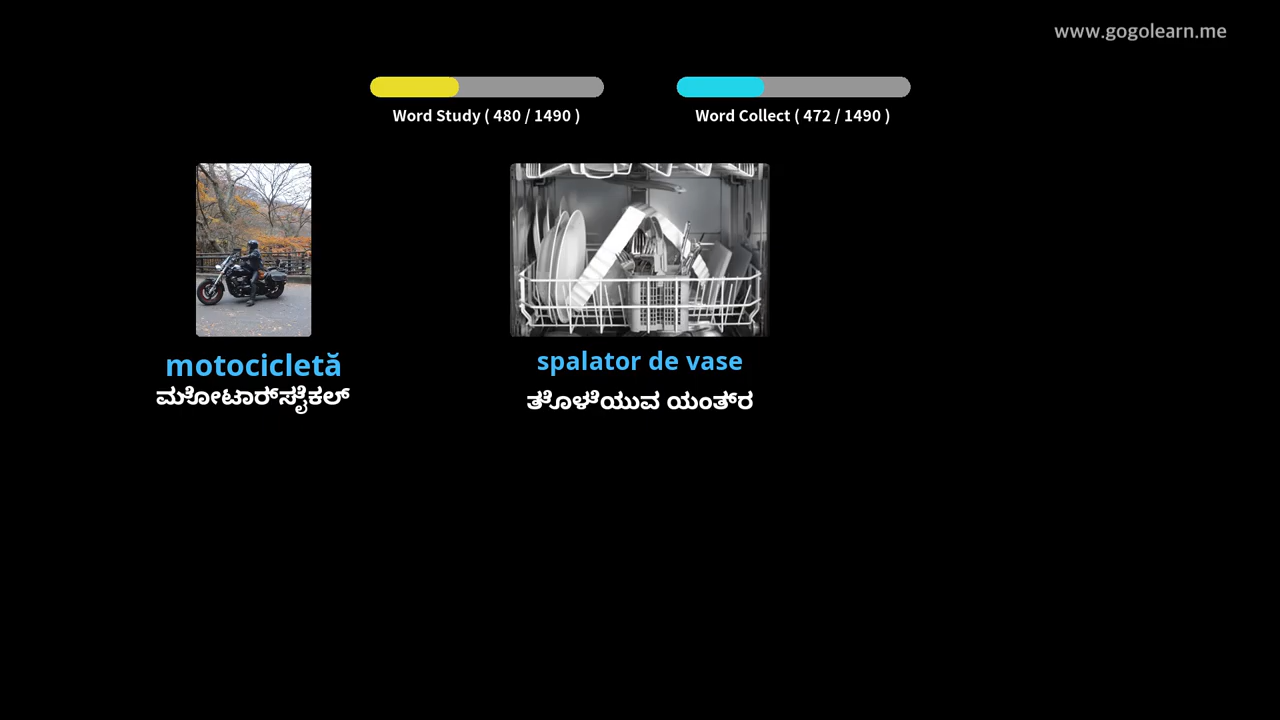 www.gogolearn.me
Word Study ( 480 / 1490 )
Word Collect ( 472 / 1490 )
motocicletă
ಮೋಟಾರ್‌ಸೈಕಲ್
spalator de vase
ತೊಳೆಯುವ ಯಂತ್ರ